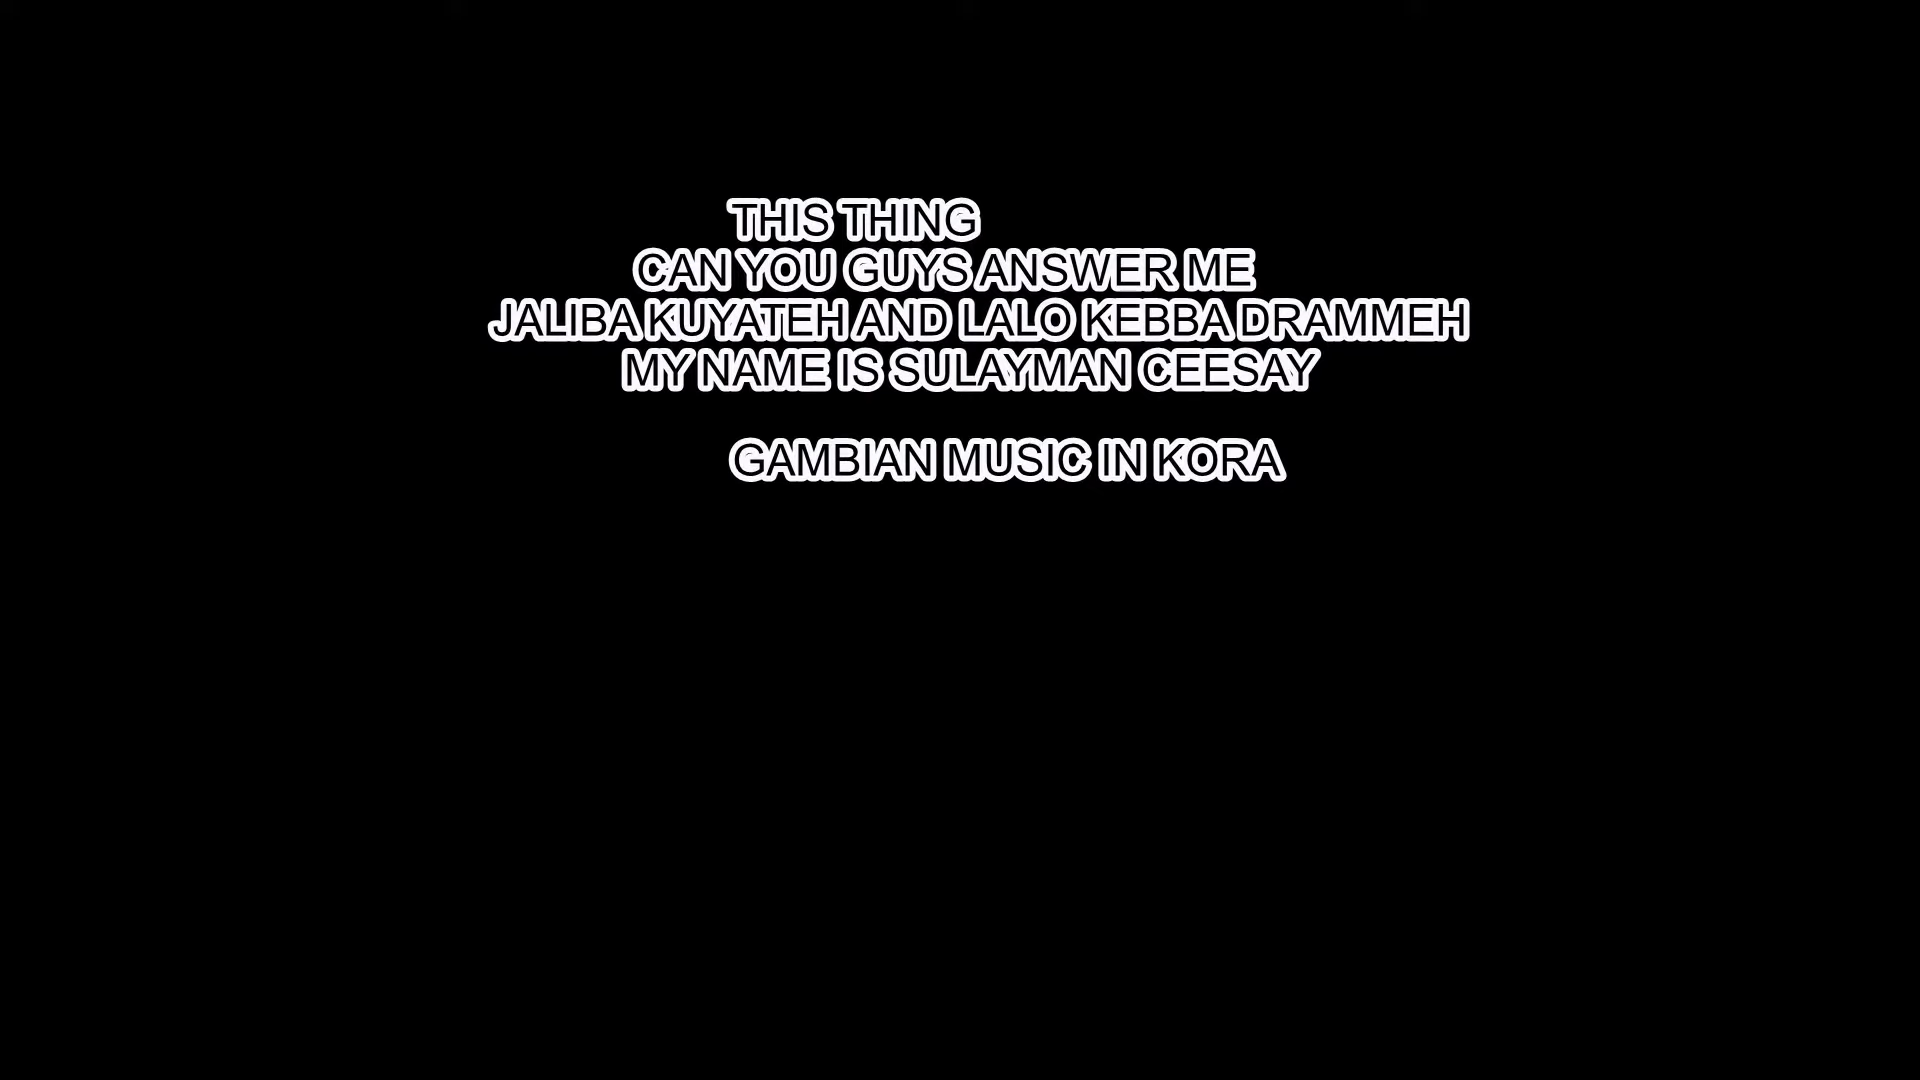 THIS THING
CAN YOU GUYS ANSWER ME
JALIBA KUYATEH AND LALO KEBBA DRAMMEH
MY NAME IS SULAYMAN CEESAY
GAMBIAN MUSIC IN KORA